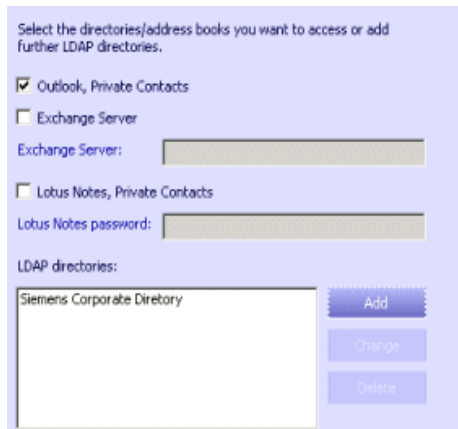 Select the directories/address books you want to access or add
further LDAP directories.
Outlook, Private Contacts
Exchange Server
Exchange Server:
Lotus Notes, Private Contacts
Lotus Notes password:
LDAP directories:
Siemens Corporate Diretory
Add
Change
Delete